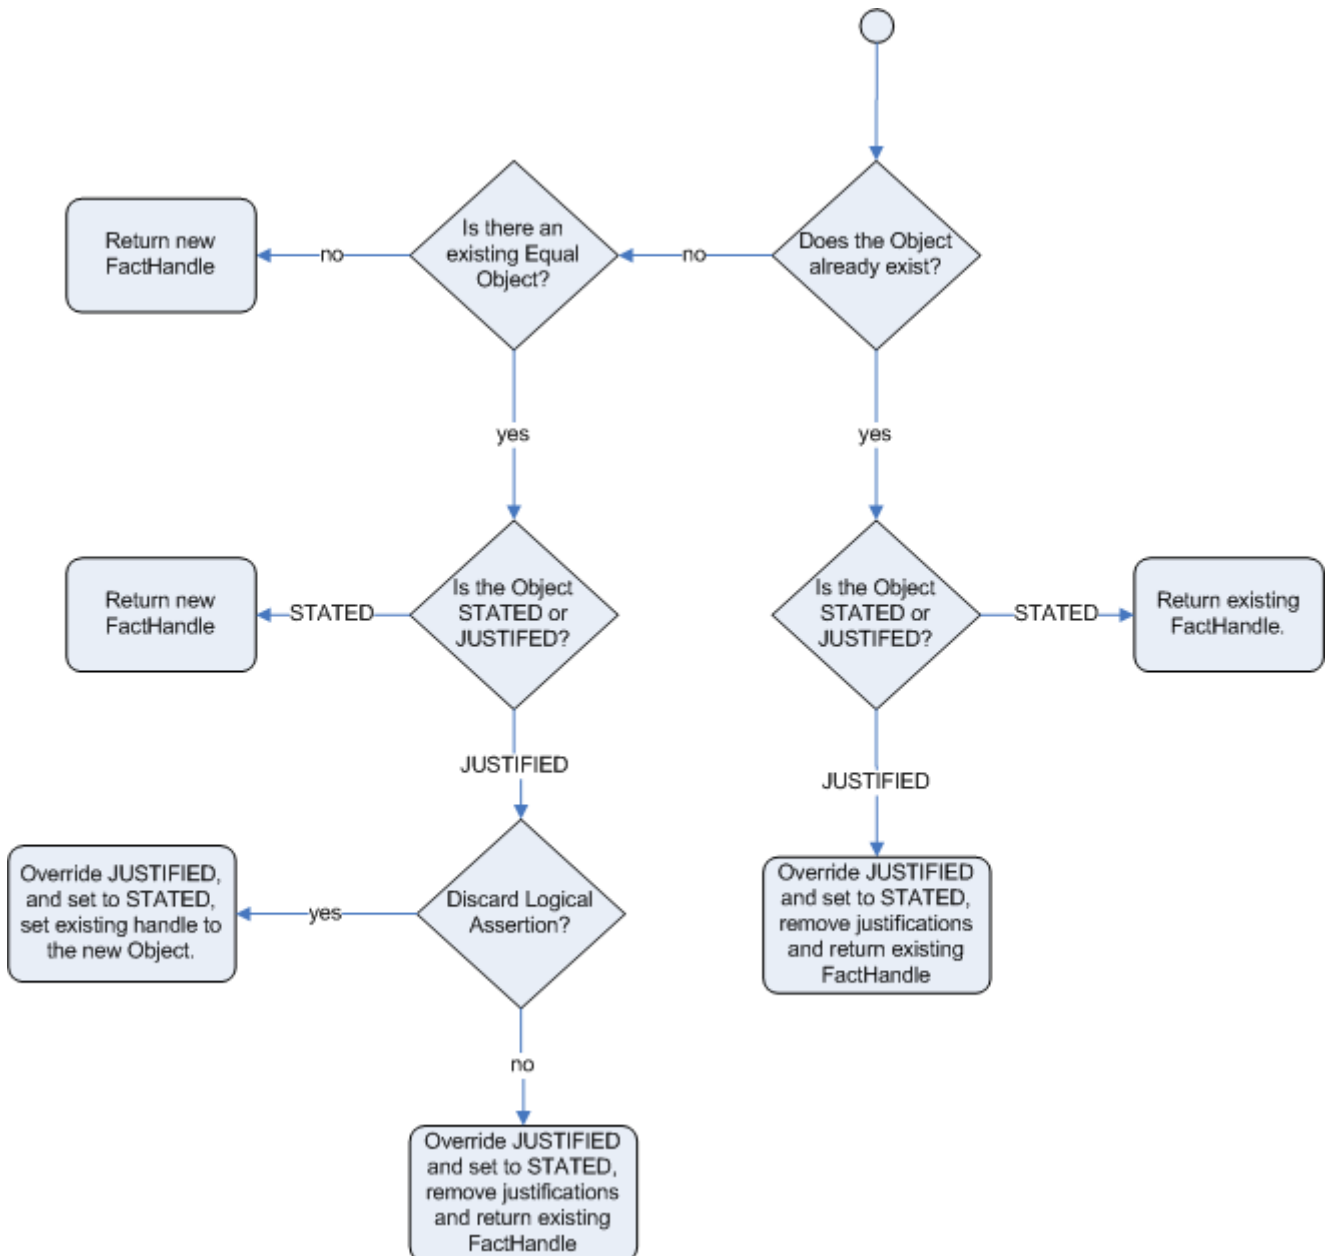 Return new
FactHandle
no
Is there an
existing Equal
Object?
no
Does the Object
already exist?
yes
yes
Return new
FactHandle
STATED
Is the Object
STATED or
JUSTIFED?
Is the Object
STATED or
JUSTIFED?
STATED
Return existing
FactHandle.
JUSTIFIED
JUSTIFIED
Override JUSTIFIED,
and set to STATED,
set existing handle to
the new Object.
yes
Discard Logical
Assertion?
Override JUSTIFIED
and set to STATED,
remove justifications
and return existing
FactHandle
no
Override JUSTIFIED
and set to STATED,
remove justifications
and return existing
FactHandle